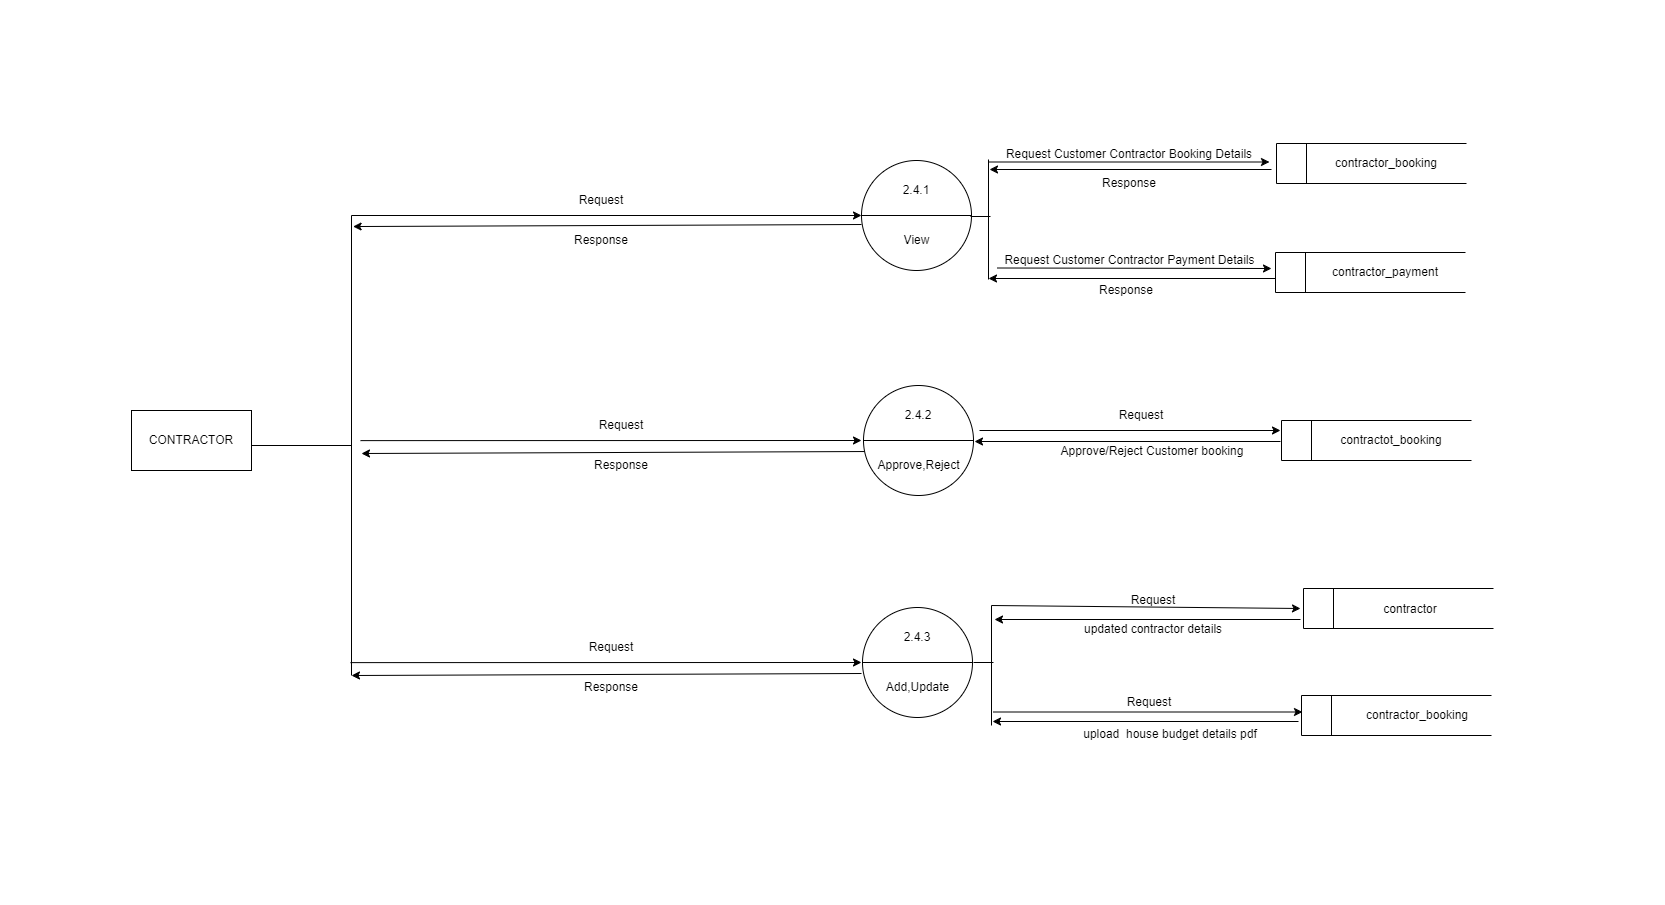 Request Customer Contractor Booking Details
contractor_booking
2.4.1
Response
Request
Response
View
Request Customer Contractor Payment Details
contractor_payment
Response
2.4.2
Request
Request
CONTRACTOR
contractot_booking
Approve/Reject Customer booking
Response
Approve,Reject
Request
contractor
updated contractor details
2.4.3
Request
Response
Add,Update
Request
contractor_booking
upload  house budget details pdf